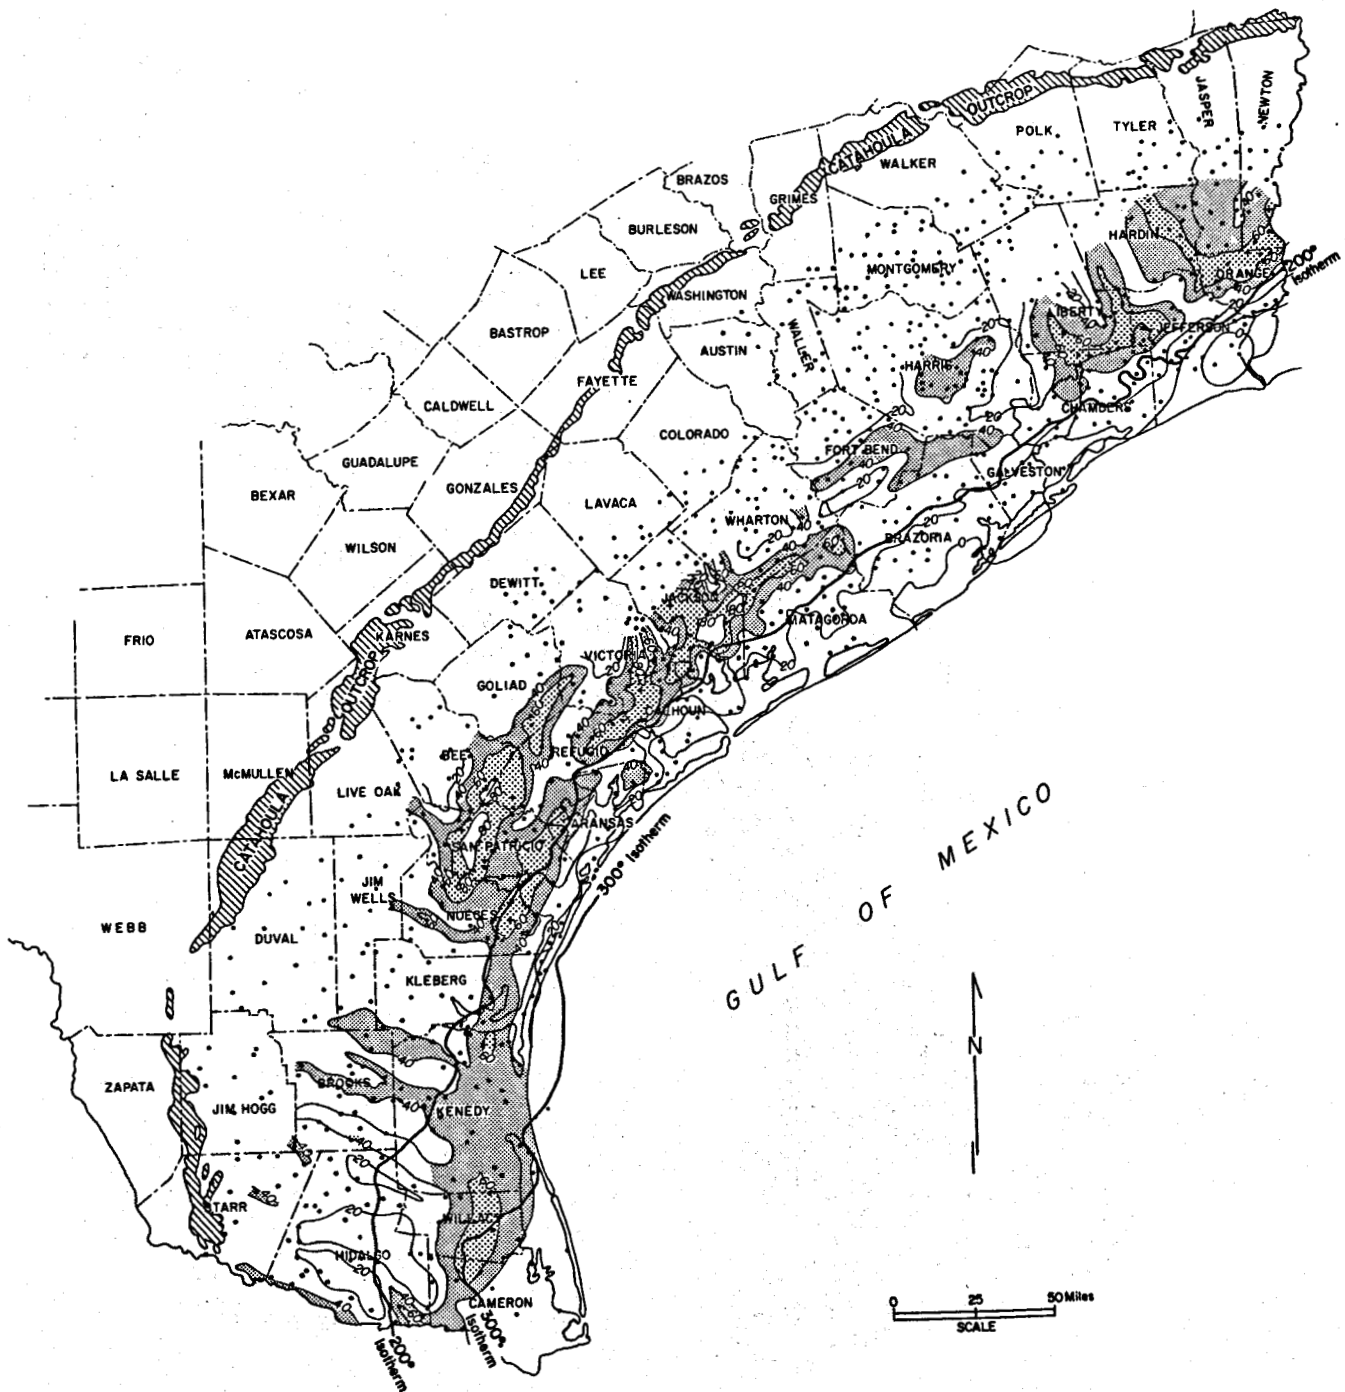 NEWTON
JASPER
OUTCROP
POLK
TYLER
CATAHOULA
WALKER
BRAZOS
GRIMES
BURLESON
HARDIN
LEE
MONTGOMERY
ORANGE
200° Isotherm
WASHINGTON
BASTROP
LIBERTY
JEFFERSON
WALLER
AUSTIN
HARRIS
FAYETTE
CALDWELL
CHAMBERS
COLORADO
FORT BEND
GUADALUPE
GALVESTON
GONZALES
BEXAR
LAVACA
WHARTON
BRAZORIA
WILSON
DEWITT
JACKSON
MATAGORDA
FRIO
ATASCOSA
KARNES
VICTORIA
OUTCROP
GOLIAD
CALHOUN
BEE
REFUGIO
LA SALLE
McMULLEN
LIVE OAK
ARANSAS
CATAHOULA
SAN PATRICIO
300° Isotherm
GULF OF MEXICO
JIM
WELLS
NUECES
WEBB
DUVAL
KLEBERG
N
ZAPATA
BROOKS
JIM HOGG
KENEDY
STARR
WILLACY
HIDALGO
CAMERON
200°
Isotherm
300°
Isotherm
0 25 50 Miles
SCALE